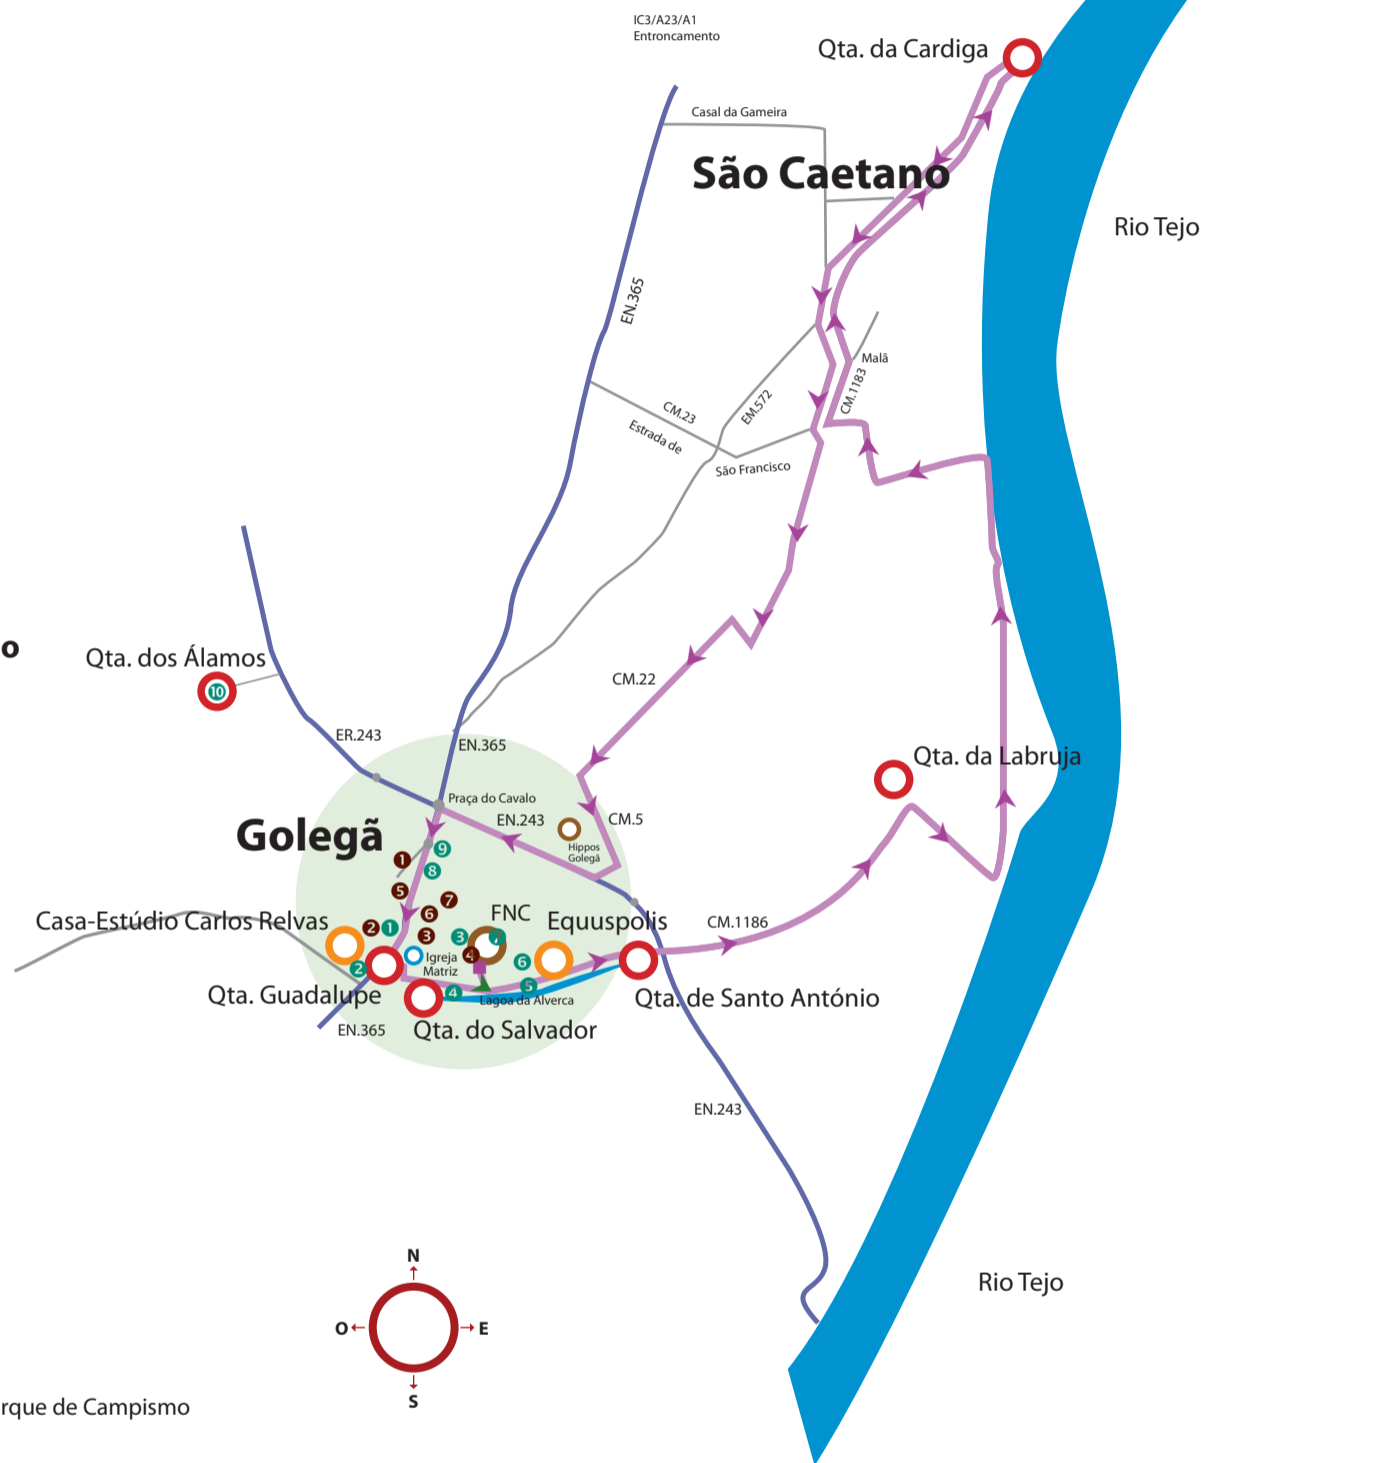 IC3/A23/A1
Entroncamento
Qta. da Cardiga
Casal da Gameira
São Caetano
Rio Tejo
EN.365
Malã
CM.1183
EM.572
CM.23
Estrada de
São Francisco
o
Qta. dos Álamos
10
CM.22
ER.243
EN.365
Qta. da Labruja
Praça do Cavalo
EN.243
CM.5
Golegã
Hippos
Golegã
9
1
8
5
7
6
FNC
Equuspolis
Casa-Estúdio Carlos Relvas
2
1
3
3
7
CM.1186
4
Igreja
Matriz
6
2
5
4
Qta. Guadalupe
Lagoa da Alverca
Qta. de Santo António
EN.365
Qta. do Salvador
EN.243
N
O
E
S
Rio Tejo
rque de Campismo